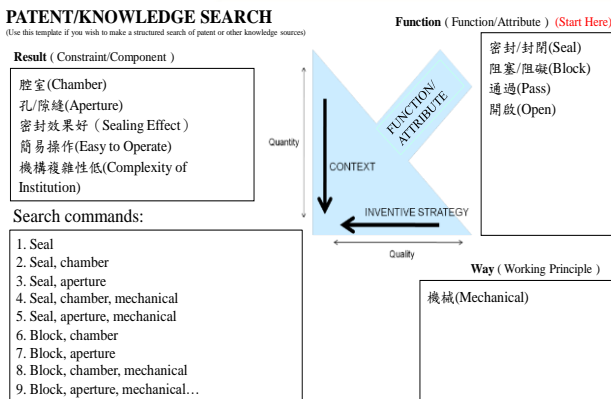 PATENT/KNOWLEDGE SEARCH
(Use this template if you wish to make a structured search of patent or other knowledge sources)
Function ( Function/Attribute ) (Start Here)
密封/封閉(Seal)
阻塞/阻礙(Block)
通過(Pass)
開啟(Open)
Result ( Constraint/Component )
腔室(Chamber)
孔/隙縫(Aperture)
密封效果好（Sealing Effect）
簡易操作(Easy to Operate)
機構複雜性低(Complexity of
Institution)
FUNCTION/
ATTRIBUTE
Quantity
CONTEXT
INVENTIVE STRATEGY
Quality
Search commands:
1. Seal
2. Seal, chamber
3. Seal, aperture
4. Seal, chamber, mechanical
5. Seal, aperture, mechanical
6. Block, chamber
7. Block, aperture
8. Block, chamber, mechanical
9. Block, aperture, mechanical…
Way ( Working Principle )
機械(Mechanical)